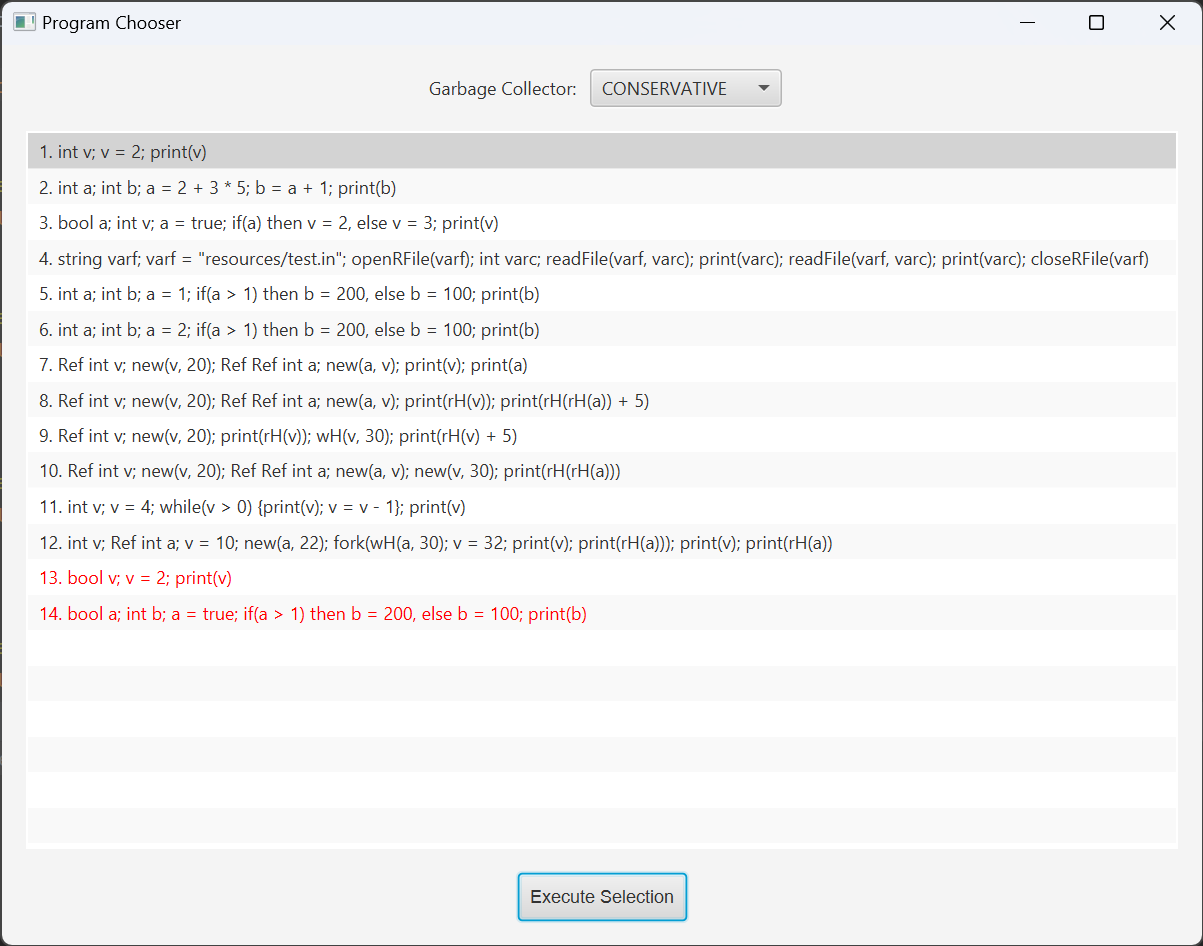 Program Chooser
Garbage Collector: CONSERVATIVE
1. int v; v = 2; print(v)
2. int a; int b; a = 2 + 3 * 5; b = a + 1; print(b)
3. bool a; int v; a = true; if(a) then v = 2, else v = 3; print(v)
4. string varf; varf = "resources/test.in"; openRFile(varf); int varc; readFile(varf, varc); print(varc); readFile(varf, varc); print(varc); closeRFile(varf)
5. int a; int b; a = 1; if(a > 1) then b = 200, else b = 100; print(b)
6. int a; int b; a = 2; if(a > 1) then b = 200, else b = 100; print(b)
7. Ref int v; new(v, 20); Ref Ref int a; new(a, v); print(v); print(a)
8. Ref int v; new(v, 20); Ref Ref int a; new(a, v); print(rH(v)); print(rH(rH(a)) + 5)
9. Ref int v; new(v, 20); print(rH(v)); wH(v, 30); print(rH(v) + 5)
10. Ref int v; new(v, 20); Ref Ref int a; new(a, v); new(v, 30); print(rH(rH(a)))
11. int v; v = 4; while(v > 0) {print(v); v = v - 1}; print(v)
12. int v; Ref int a; v = 10; new(a, 22); fork(wH(a, 30); v = 32; print(v); print(rH(a))); print(v); print(rH(a))
13. bool v; v = 2; print(v)
14. bool a; int b; a = true; if(a > 1) then b = 200, else b = 100; print(b)
Execute Selection